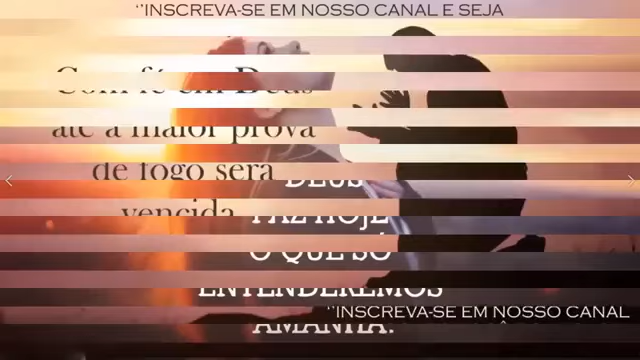 ‘’INSCREVA-SE EM NOSSO CANAL E SEJA
Com fé em Deus
até a maior prova
de fogo será
vencida
DEUS
FAZ HOJE
O QUE SÓ
ENTENDEREMOS
AMANHÃ.
‘’INSCREVA-SE EM NOSSO CANAL